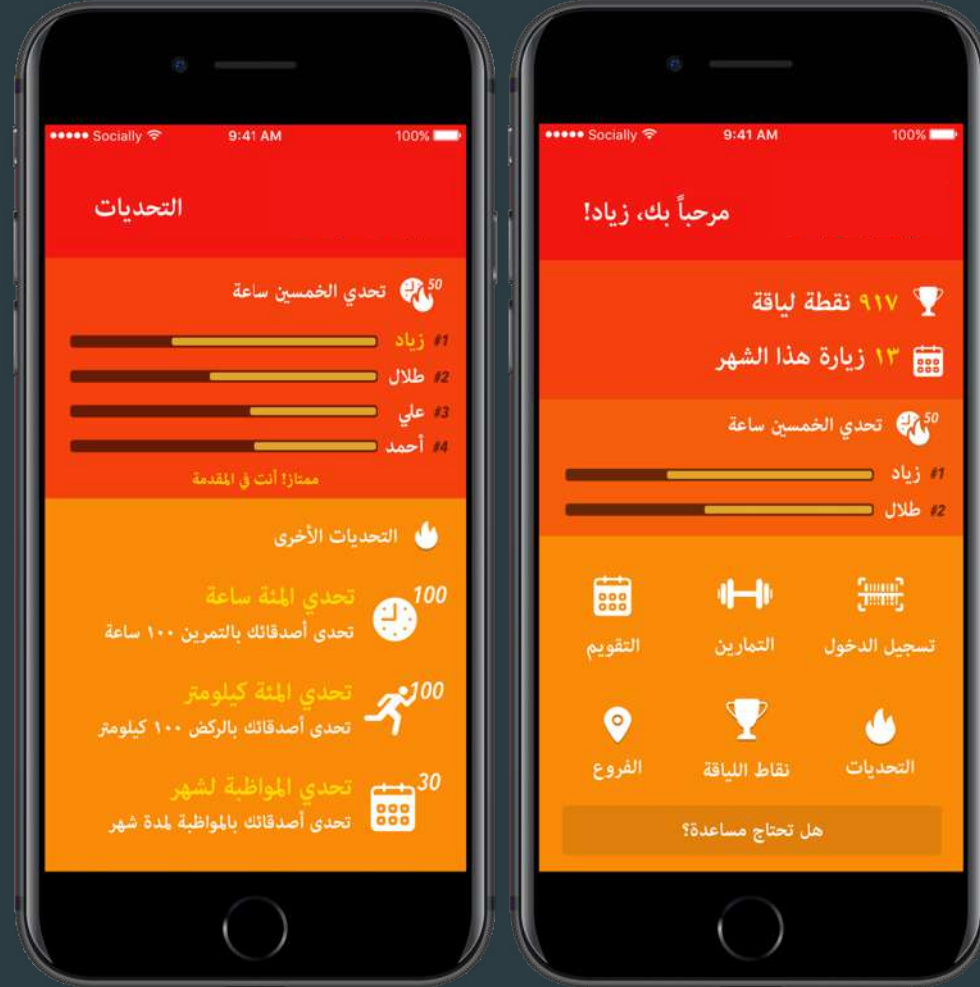 ●●●●● Socially 9:41 AM 100%
التحديات
تحدي الخمسين ساعة 50
#1 زياد
#2 طلال
#3 علي
#4 أحمد
ممتاز! أنت في المقدمة
التحديات الأخرى
100 تحدي المئة ساعة
تحدى أصدقائك بالتمرين ١٠٠ ساعة
100 تحدي المئة كيلومتر
تحدى أصدقائك بالركض ١٠٠ كيلومتر
30 تحدي المواظبة لشهر
تحدى أصدقائك بالمواظبة لمدة شهر
●●●●● Socially 9:41 AM 100%
مرحباً بك، زياد!
٩١٧ نقطة لياقة
١٣ زيارة هذا الشهر
تحدي الخمسين ساعة 50
#1 زياد
#2 طلال
تسجيل الدخول التمارين التقويم
التحديات نقاط اللياقة الفروع
هل تحتاج مساعدة؟